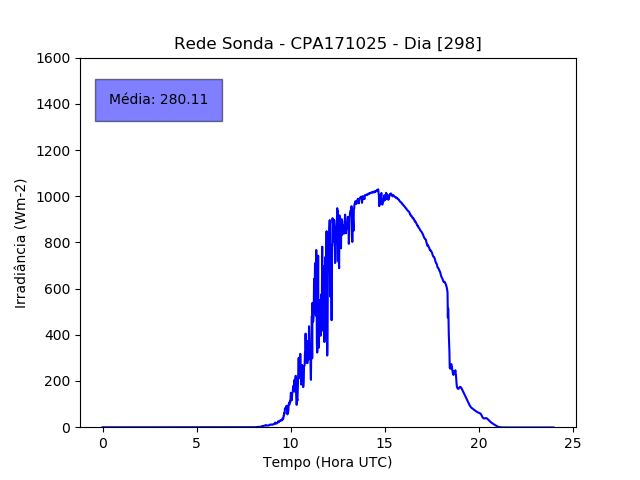 Rede Sonda - CPA171025 - Dia [298]
1600
1400
1200
1000
800
600
400
200
0
Média: 280.11
Irradiância (Wm-2)
0 5 10 15 20 25
Tempo (Hora UTC)